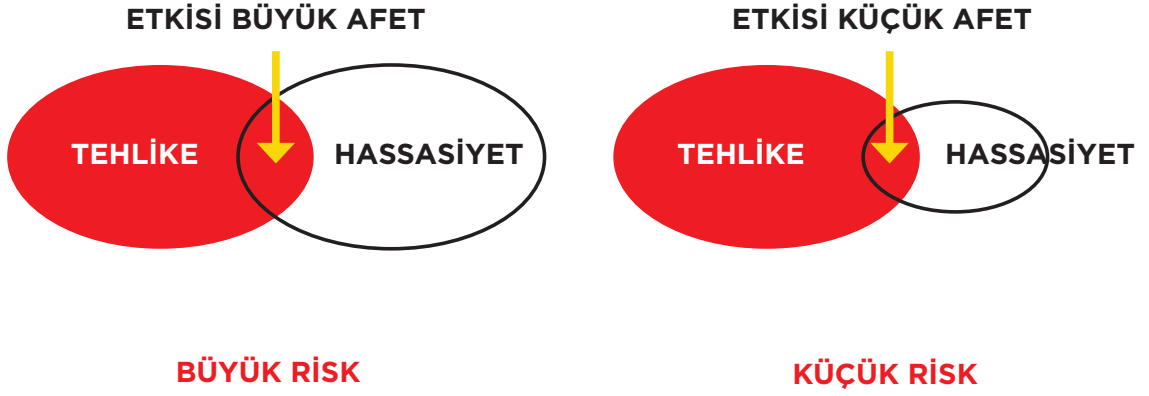 ETKİSİ BÜYÜK AFET
TEHLİKE
HASSASİYET
BÜYÜK RİSK
ETKİSİ KÜÇÜK AFET
TEHLİKE
HASSASİYET
KÜÇÜK RİSK